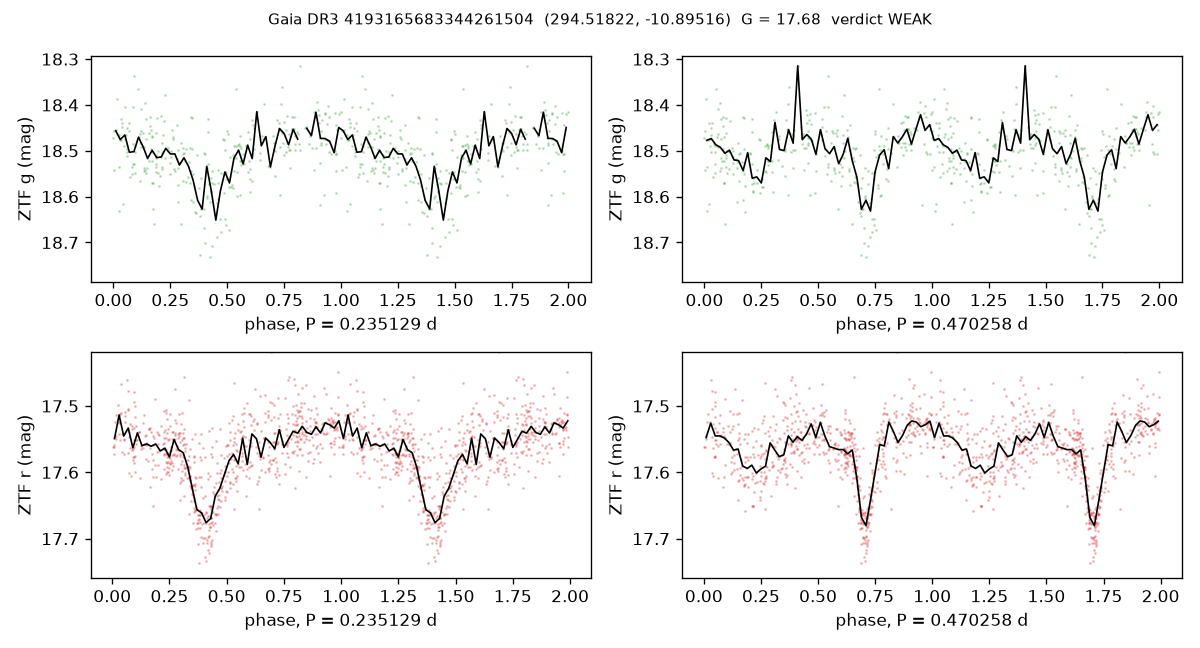 Gaia DR3 4193165683344261504  (294.51822, -10.89516)  G = 17.68  verdict WEAK
ZTF g (mag)
18.3
18.4
18.5
18.6
18.7
0.00 0.25 0.50 0.75 1.00 1.25 1.50 1.75 2.00
phase, P = 0.235129 d
ZTF g (mag)
18.3
18.4
18.5
18.6
18.7
0.00 0.25 0.50 0.75 1.00 1.25 1.50 1.75 2.00
phase, P = 0.470258 d
ZTF r (mag)
17.5
17.6
17.7
0.00 0.25 0.50 0.75 1.00 1.25 1.50 1.75 2.00
phase, P = 0.235129 d
ZTF r (mag)
17.5
17.6
17.7
0.00 0.25 0.50 0.75 1.00 1.25 1.50 1.75 2.00
phase, P = 0.470258 d